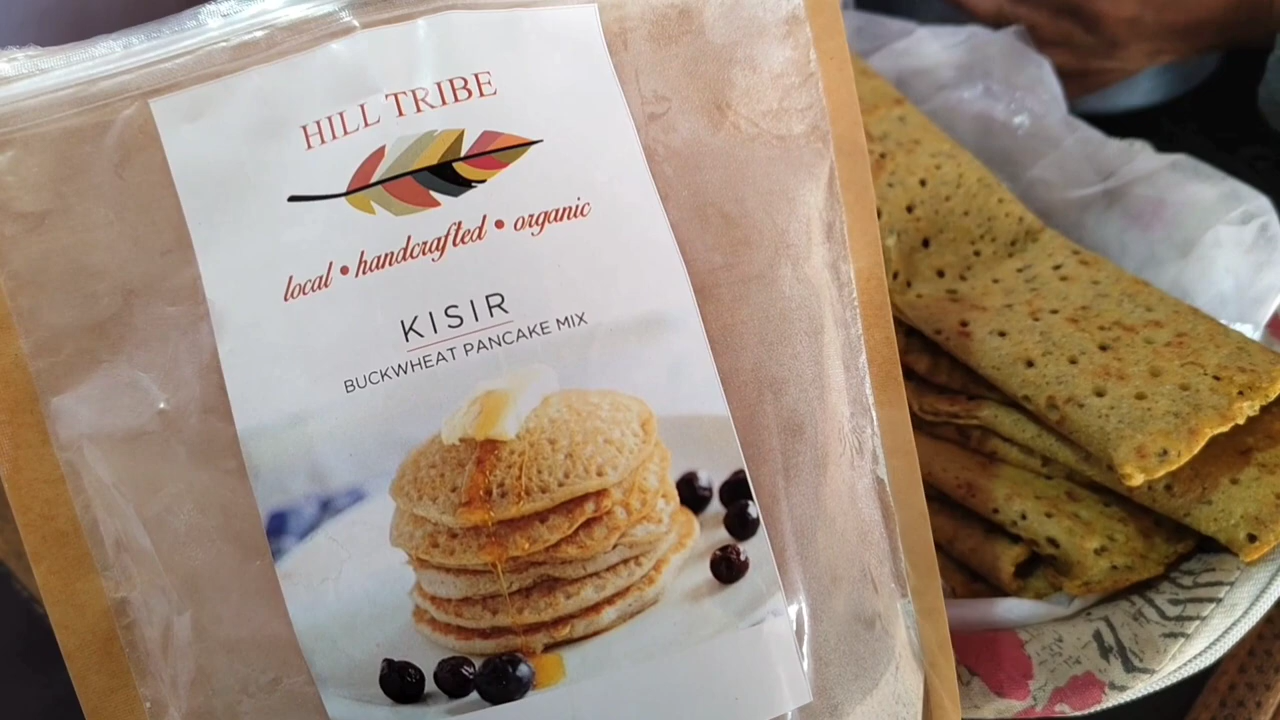 HILL TRIBE
local • handcrafted • organic
KISIR
BUCKWHEAT PANCAKE MIX